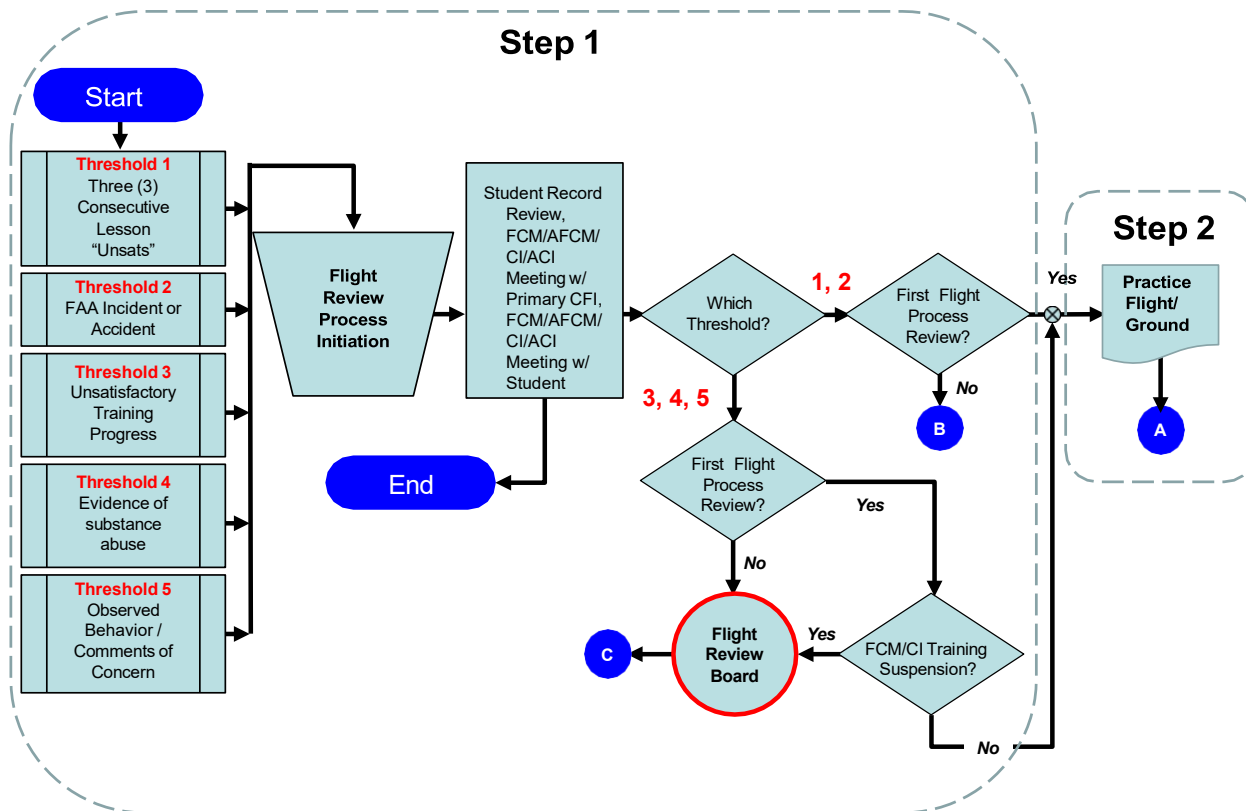 Step 1
Start
Threshold 1
Three (3)
Consecutive
Lesson
“Unsats”
Threshold 2
FAA Incident or
Accident
Threshold 3
Unsatisfactory
Training
Progress
Threshold 4
Evidence of
substance
abuse
Threshold 5
Observed
Behavior /
Comments of
Concern
Flight
Review
Process
Initiation
Student Record
Review,
FCM/AFCM/
CI/ACI
Meeting w/
Primary CFI,
FCM/AFCM/
CI/ACI
Meeting w/
Student
End
Which
Threshold?
1, 2
3, 4, 5
First Flight
Process
Review?
Yes
No
B
First Flight
Process
Review?
Yes
No
Flight
Review
Board
C
Yes
FCM/CI Training
Suspension?
No
Step 2
Practice
Flight/
Ground
A